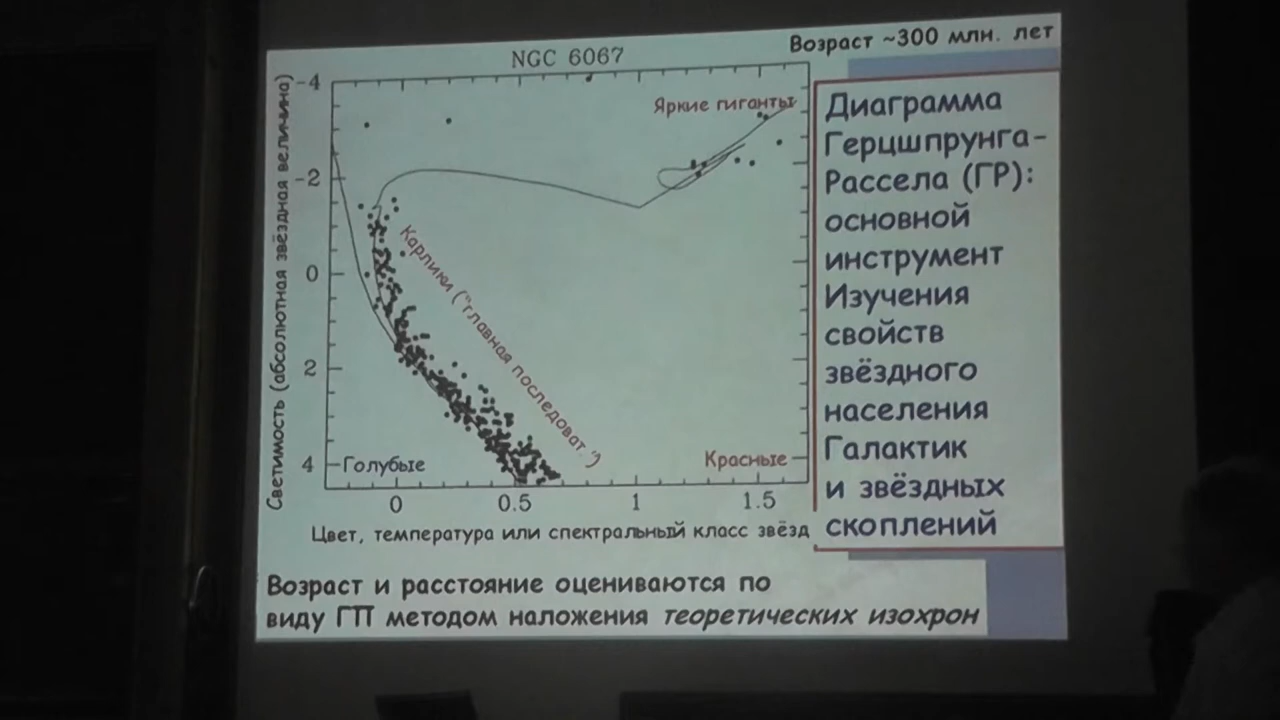 NGC 6067
Возраст ~300 млн. лет
Яркие гиганты
Карлики ("главная последоват.")
Голубые
Красные
-4
-2
0
2
4
0
0.5
1
1.5
Светимость (абсолютная звёздная величина)
Цвет, температура или спектральный класс звёзд
Диаграмма
Герцшпрунга-
Рассела (ГР):
основной
инструмент
Изучения
свойств
звёздного
населения
Галактик
и звёздных
скоплений
Возраст и расстояние оцениваются по
виду ГП методом наложения теоретических изохрон